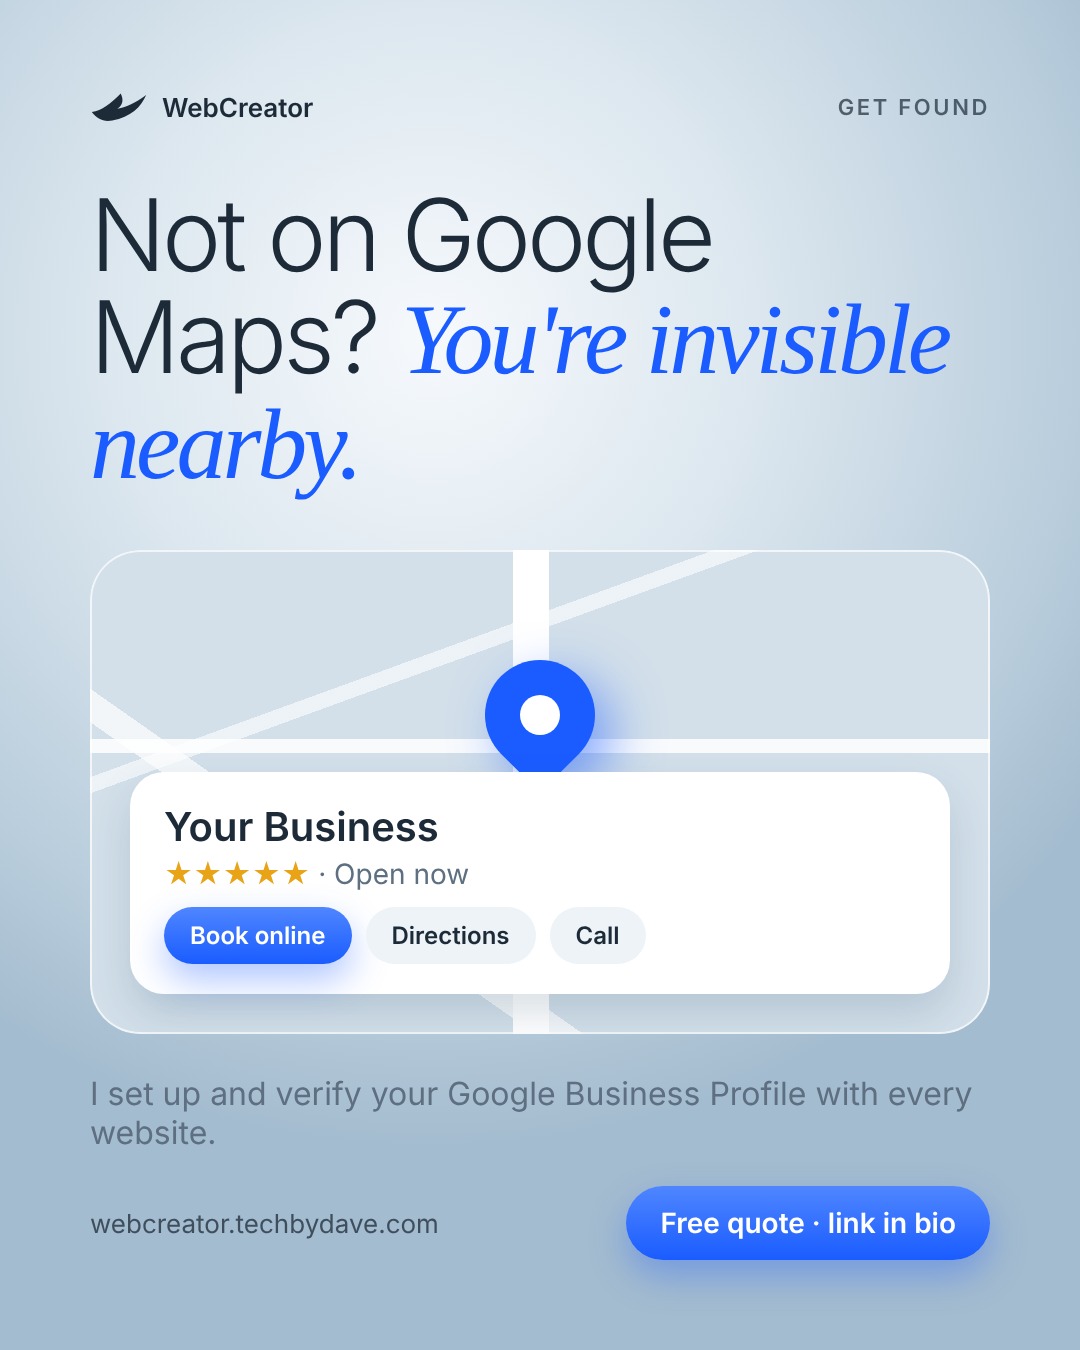 WebCreator
GET FOUND
Not on Google
Maps? You're invisible
nearby.
Your Business
★★★★★ · Open now
Book online
Directions
Call
I set up and verify your Google Business Profile with every
website.
webcreator.techbydave.com
Free quote · link in bio